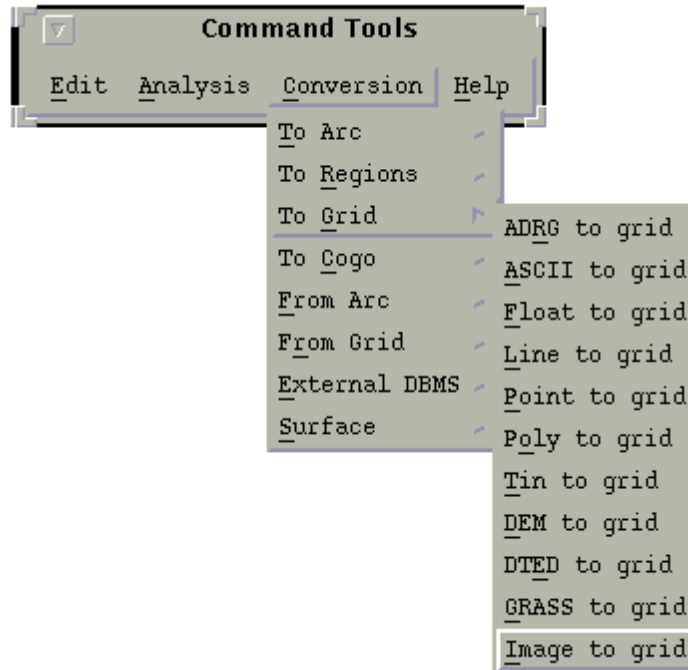 Command Tools
Edit Analysis Conversion Help
To Arc
To Regions
To Grid
To Cogo
From Arc
From Grid
External DBMS
Surface
ADRG to grid
ASCII to grid
Float to grid
Line to grid
Point to grid
Poly to grid
Tin to grid
DEM to grid
DTED to grid
GRASS to grid
Image to grid